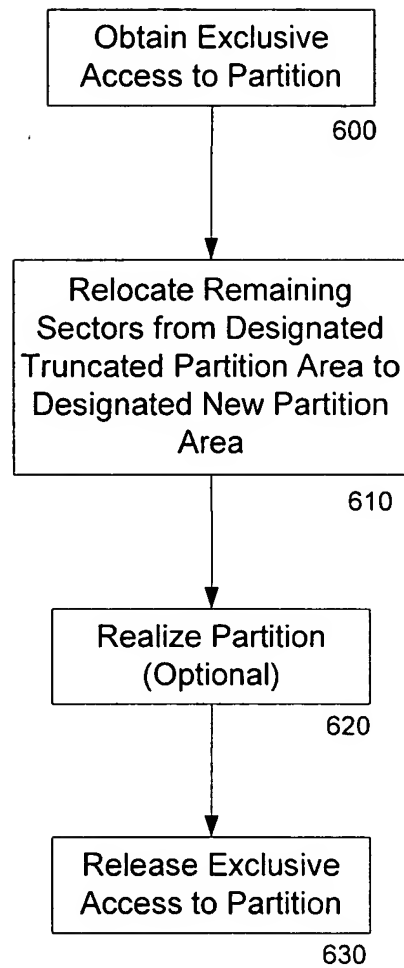 Obtain Exclusive
Access to Partition
600
Relocate Remaining
Sectors from Designated
Truncated Partition Area to
Designated New Partition
Area
610
Realize Partition
(Optional)
620
Release Exclusive
Access to Partition
630